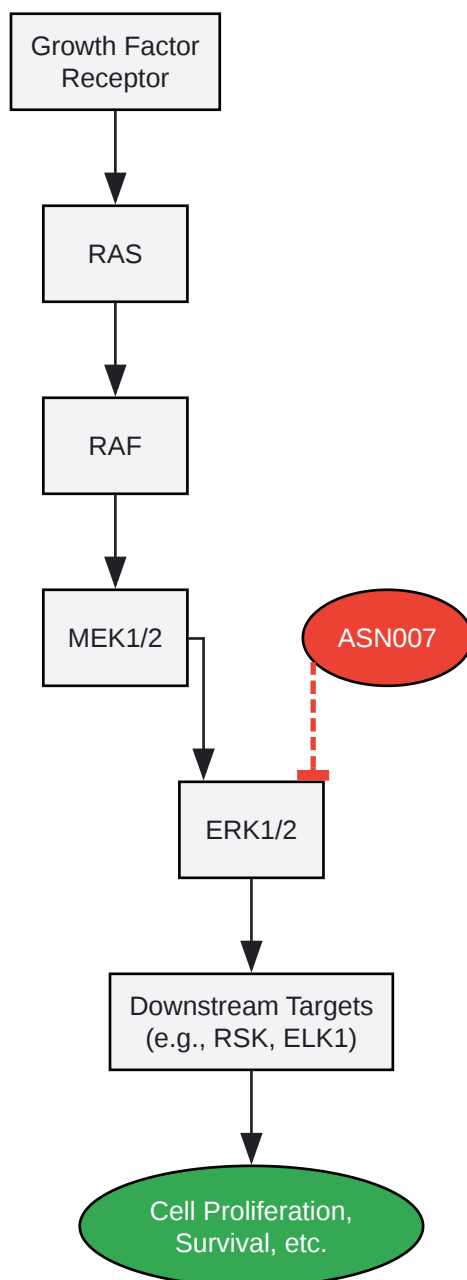 Growth Factor
Receptor
RAS
RAF
MEK1/2
ASN007
ERK1/2
Downstream Targets
(e.g., RSK, ELK1)
Cell Proliferation,
Survival, etc.